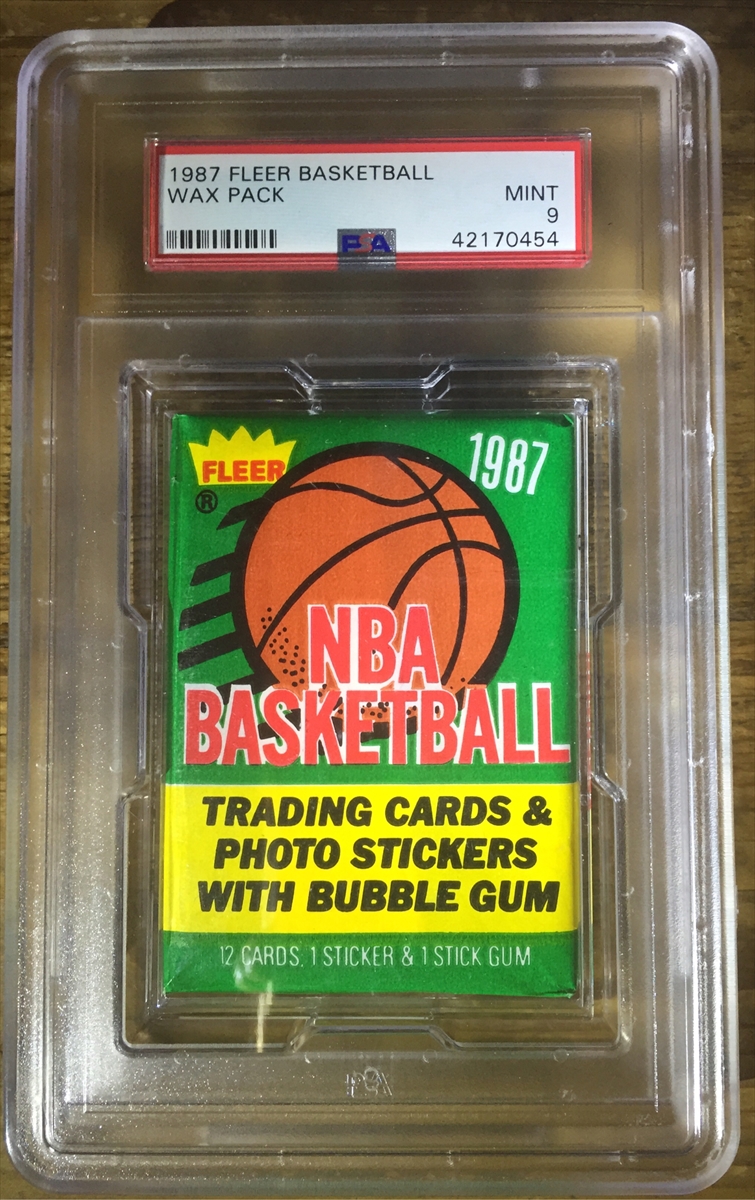 1987 FLEER BASKETBALL
WAX PACK MINT
9
PSA 42170454
FLEER 1987
®
NBA
BASKETBALL
TRADING CARDS &
PHOTO STICKERS
WITH BUBBLE GUM
12 CARDS, 1 STICKER & 1 STICK GUM
PSA